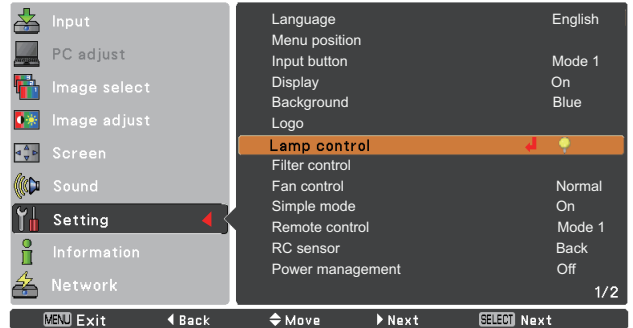 Input
PC adjust
Image select
Image adjust
Screen
Sound
Setting
Information
Network
Language English
Menu position
Input button Mode 1
Display On
Background Blue
Logo
Lamp control
Filter control
Fan control Normal
Simple mode On
Remote control Mode 1
RC sensor Back
Power management Off
1/2
MENU Exit Back Move Next SELECT Next